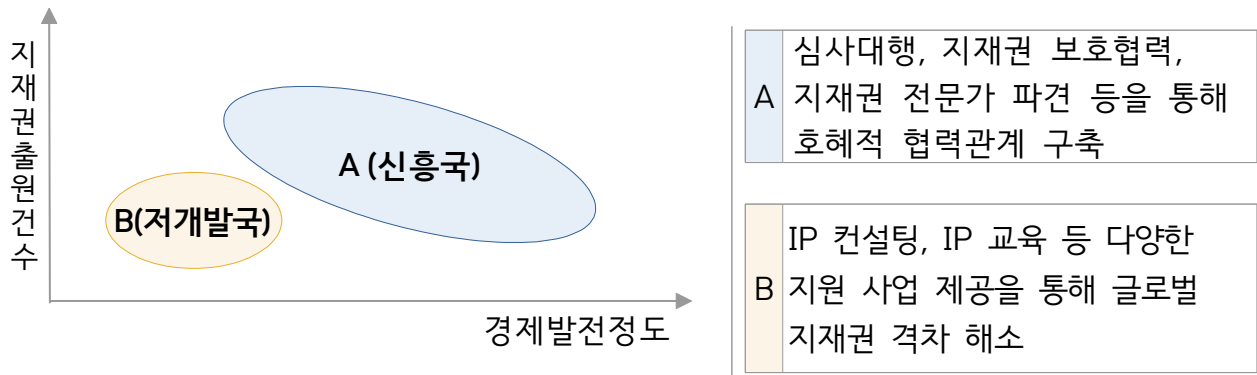 지재권출원건수
A (신흥국)
B(저개발국)
경제발전정도
A
심사대행, 지재권 보호협력,
지재권 전문가 파견 등을 통해
호혜적 협력관계 구축
B
IP 컨설팅, IP 교육 등 다양한
지원 사업 제공을 통해 글로벌
지재권 격차 해소